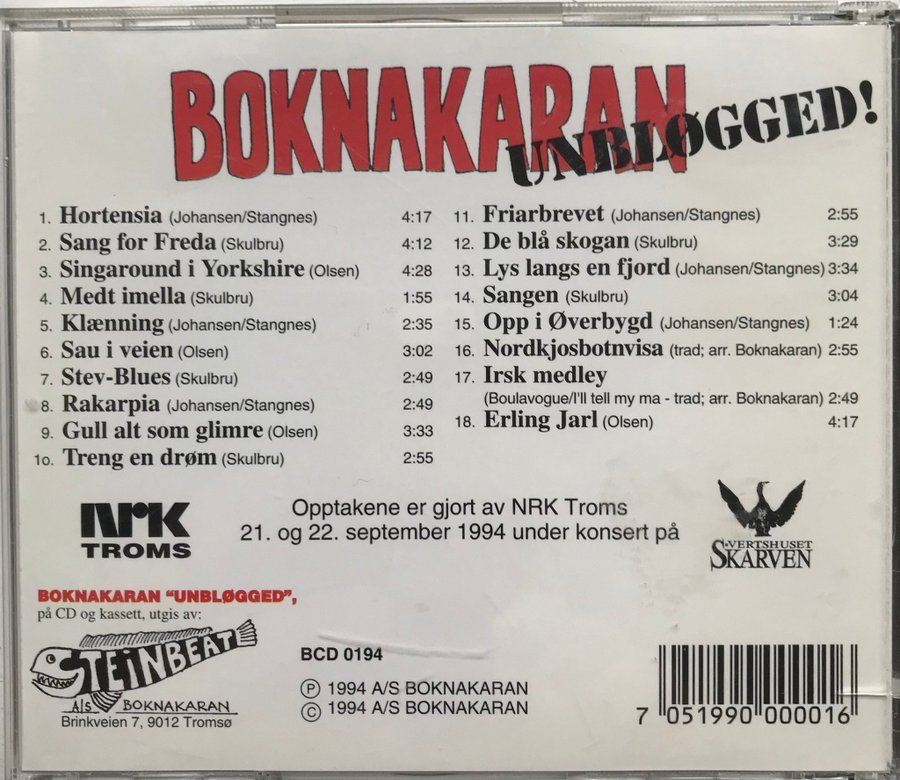 BOKNAKARAN
UNBLØGGED!
1. Hortensia (Johansen/Stangnes) 4:17
2. Sang for Freda (Skulbru) 4:12
3. Singaround i Yorkshire (Olsen) 4:28
4. Medt imella (Skulbru) 1:55
5. Klænning (Johansen/Stangnes) 2:35
6. Sau i veien (Olsen) 3:02
7. Stev-Blues (Skulbru) 2:49
8. Rakarpia (Johansen/Stangnes) 2:49
9. Gull alt som glimre (Olsen) 3:33
10. Treng en drøm (Skulbru) 2:55
11. Friarbrevet (Johansen/Stangnes) 2:55
12. De blå skogan (Skulbru) 3:29
13. Lys langs en fjord (Johansen/Stangnes) 3:34
14. Sangen (Skulbru) 3:04
15. Opp i Øverbygd (Johansen/Stangnes) 1:24
16. Nordkjosbotnvisa (trad; arr. Boknakaran) 2:55
17. Irsk medley
(Boulavogue/I'll tell my ma - trad; arr. Boknakaran) 2:49
18. Erling Jarl (Olsen) 4:17
NRK
TROMS
Opptakene er gjort av NRK Troms
21. og 22. september 1994 under konsert på
VERTSHUSET
SKARVEN
BOKNAKARAN "UNBLØGGED",
på CD og kassett, utgis av:
STEINBEAT
A/S BOKNAKARAN
Brinkveien 7, 9012 Tromsø
BCD 0194
Ⓟ 1994 A/S BOKNAKARAN
© 1994 A/S BOKNAKARAN
7 051990 000016